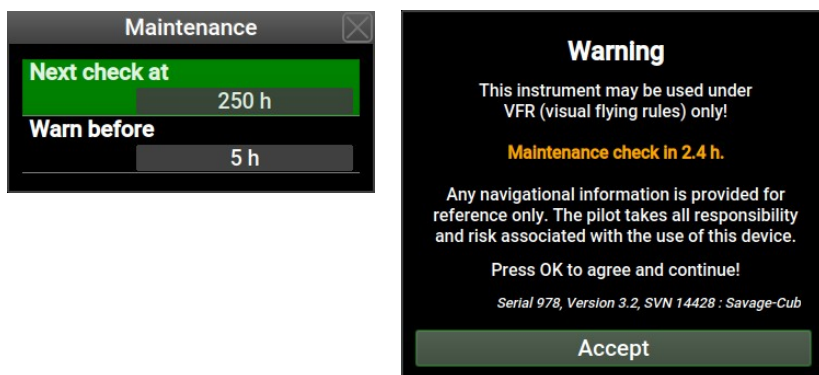 Maintenance
Next check at
250 h
Warn before
5 h
Warning
This instrument may be used under
VFR (visual flying rules) only!
Maintenance check in 2.4 h.
Any navigational information is provided for
reference only. The pilot takes all responsibility
and risk associated with the use of this device.
Press OK to agree and continue!
Serial 978, Version 3.2, SVN 14428 : Savage-Cub
Accept